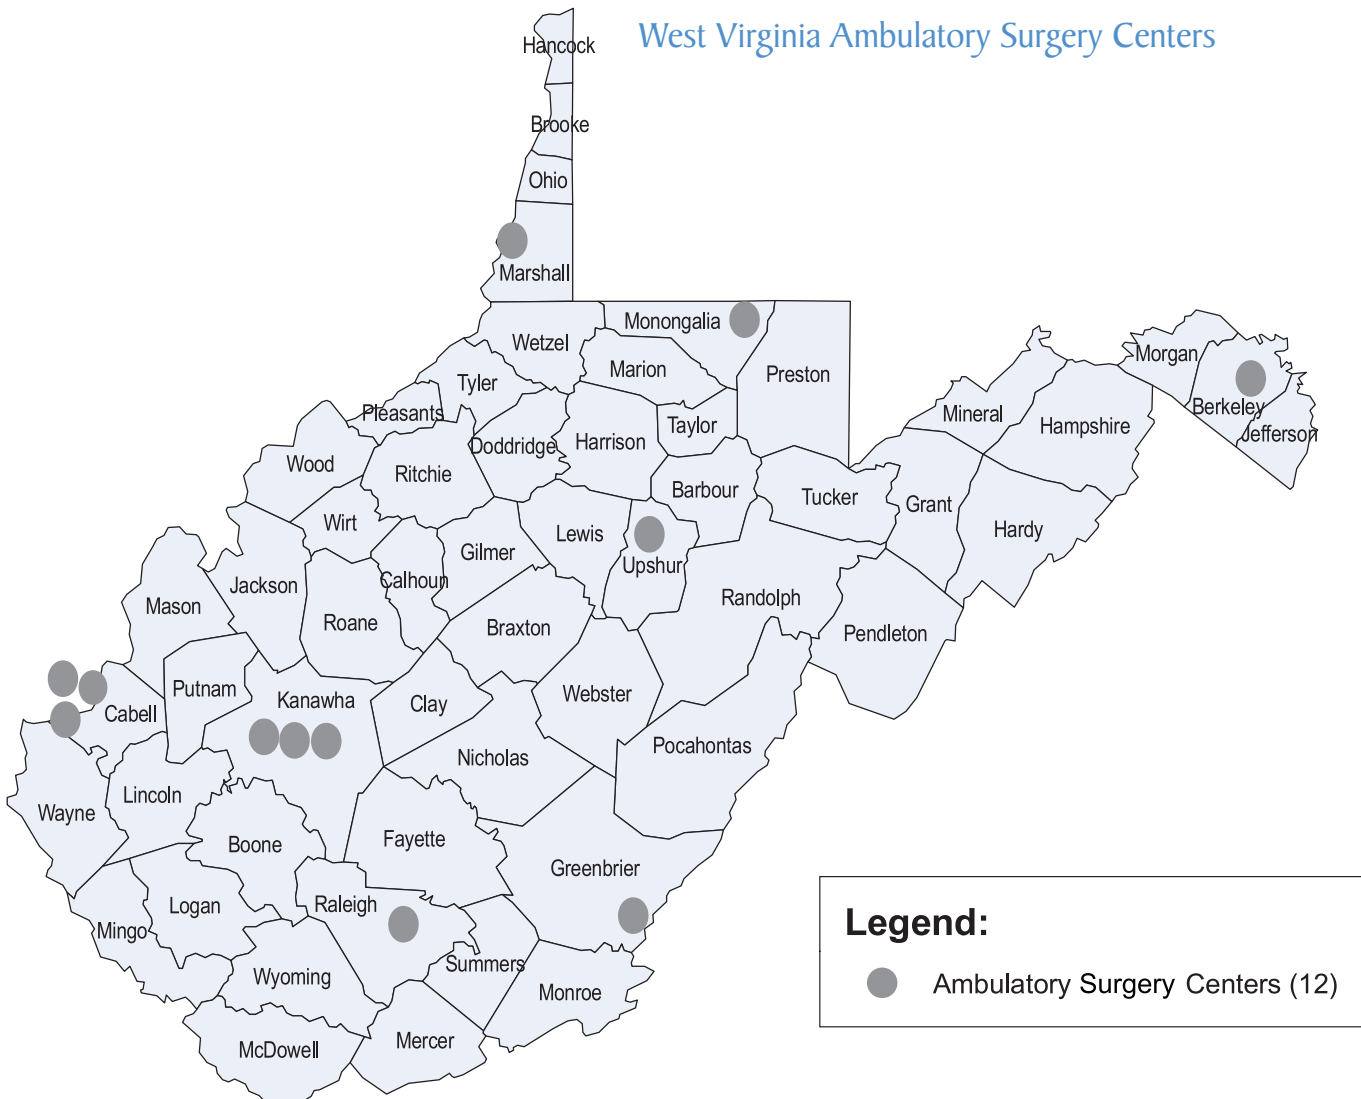 West Virginia Ambulatory Surgery Centers
Hancock
Brooke
Ohio
Marshall
Monongalia
Wetzel
Marion
Preston
Morgan
Berkeley
Jefferson
Tyler
Pleasants
Mineral
Hampshire
Taylor
Doddridge
Harrison
Wood
Ritchie
Barbour
Tucker
Grant
Hardy
Wirt
Lewis
Gilmer
Upshur
Calhoun
Jackson
Mason
Roane
Braxton
Randolph
Pendleton
Putnam
Kanawha
Clay
Webster
Cabell
Pocahontas
Nicholas
Lincoln
Wayne
Boone
Fayette
Greenbrier
Logan
Raleigh
Mingo
Wyoming
Summers
Monroe
McDowell
Mercer
Legend:
Ambulatory Surgery Centers (12)